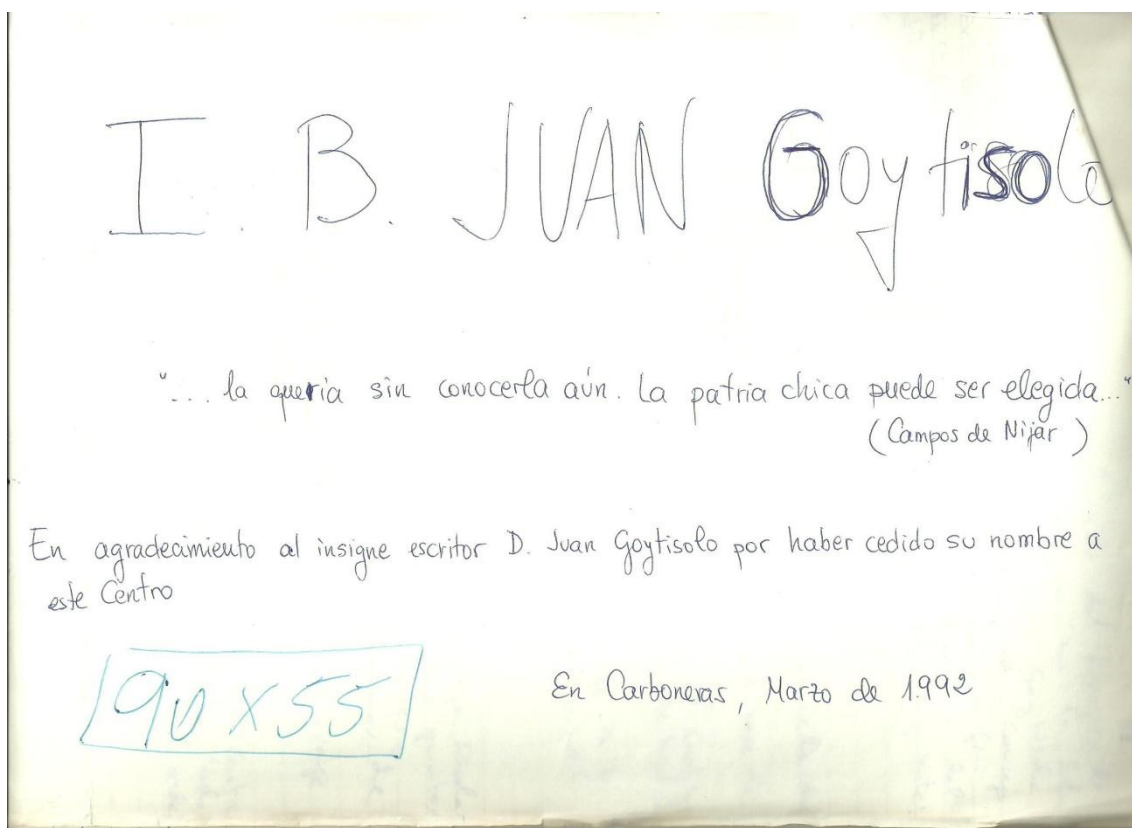 I. B. JUAN Goytisolo
"... la quería sin conocerla aún. La patria chica puede ser elegida..."
(Campos de Nijar)
En agradecimiento al insigne escritor D. Juan Goytisolo por haber cedido su nombre a
este Centro
90 x 55
En Carboneras, Marzo de 1.992